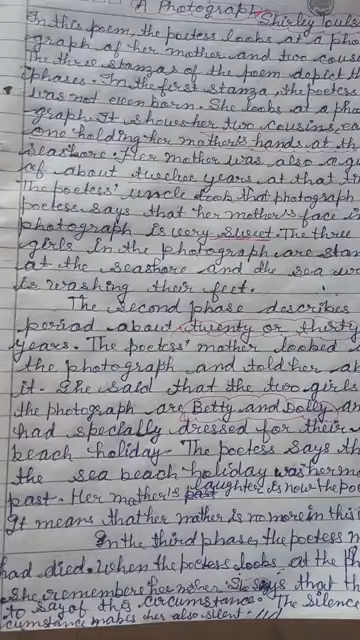 A Photograph Shirley Toul
In this poem, the poetess looks at a pho
graph of her mother and two cous
The three stanzas of the poem depict th
phases. In the first stanza, the poetess
was not even born. She looks at a pho
graph. It shows her two cousins, ea
one holding her mother's hands at th
seashore. Her mother was also a g
of about twelve years at that ti
The poetess' uncle took that photograph
poetess says that her mother's face i
photograph is very sweet. The three
girls in the photograph are stan
at the seashore and the sea w
is washing their feet.
The second phase describes
period about twenty or thirty
years. The poetess' mother looked
the photograph and told her ab
it. She said that the two girls
the photograph are Betty and Dolly an
had specially dressed for their
beach holiday. The poetess says th
the sea beach holiday was her mo
past. Her mother's laughter is now the poe
past
It means that her mother is no more in this
In the third phase, the poetess m
had died. When the poetess looks at the ph
she remembers her mother. She says that th
to say of this circumstance. The silence
cumstance makes her also silent.